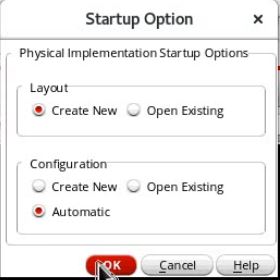 Startup Option
Physical Implementation Startup Options
Layout
Create New Open Existing
Configuration
Create New Open Existing
Automatic
OK Cancel Help